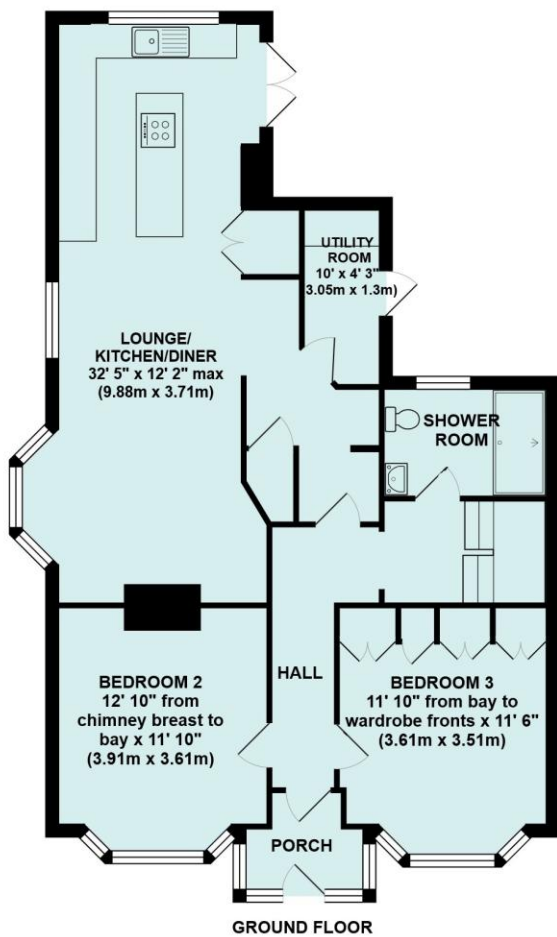 UTILITY
ROOM
10' x 4' 3"
3.05m x 1.3m)
LOUNGE/
KITCHEN/DINER
32' 5" x 12' 2" max
(9.88m x 3.71m)
SHOWER
ROOM
BEDROOM 2
12' 10" from
chimney breast to
bay x 11' 10"
(3.91m x 3.61m)
HALL
BEDROOM 3
11' 10" from bay to
wardrobe fronts x 11' 6"
(3.61m x 3.51m)
PORCH
GROUND FLOOR